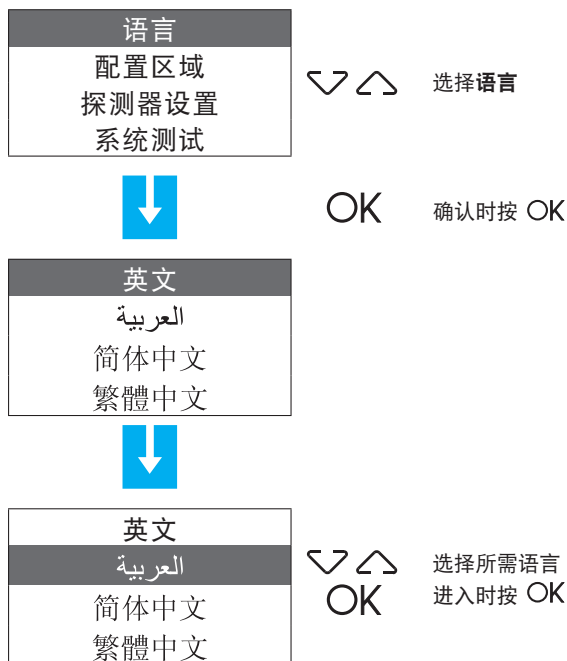 语言
配置区域
探测器设置
系统测试
选择语言
OK
确认时按 OK
英文
العربية
简体中文
繁體中文
英文
العربية
简体中文
繁體中文
选择所需语言
OK
进入时按 OK